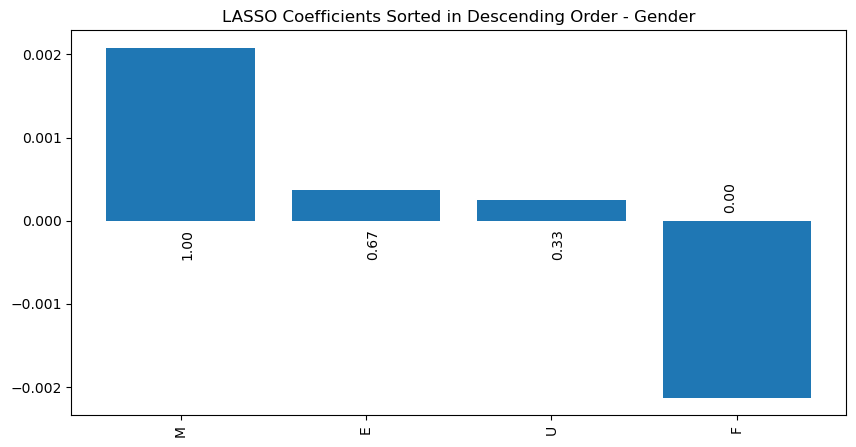 LASSO Coefficients Sorted in Descending Order - Gender
0.002
0.001
0.000
−0.001
−0.002
1.00
0.67
0.33
0.00
M
E
U
F